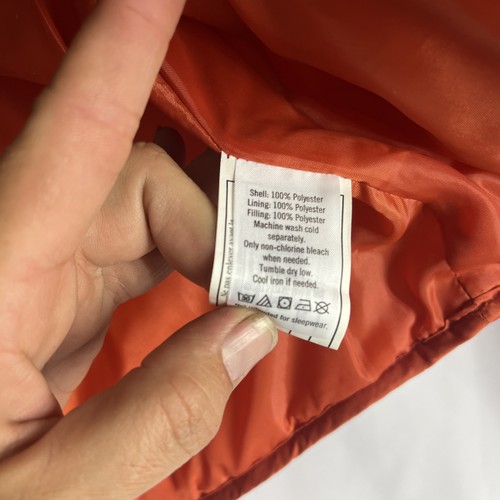 Shell: 100% Polyester
Lining: 100% Polyester
Filling: 100% Polyester
Machine wash cold
separately.
Only non-chlorine bleach
when needed.
Tumble dry low.
Cool iron if needed.
for sleepwear.